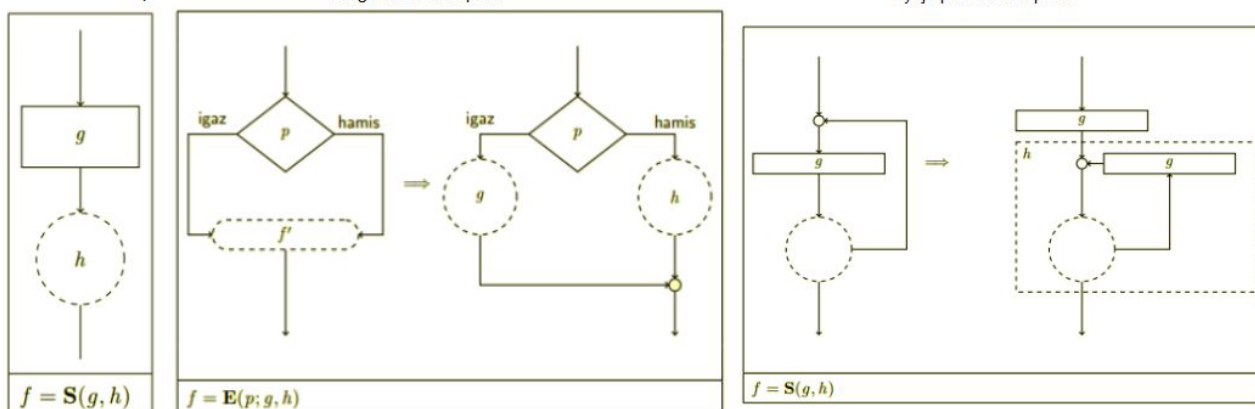 g
h
f = S(g, h)
igaz
p
hamis
f′
⟹
igaz
p
hamis
g
h
f = E(p; g, h)
g
⟹
g
h
g
f = S(g, h)